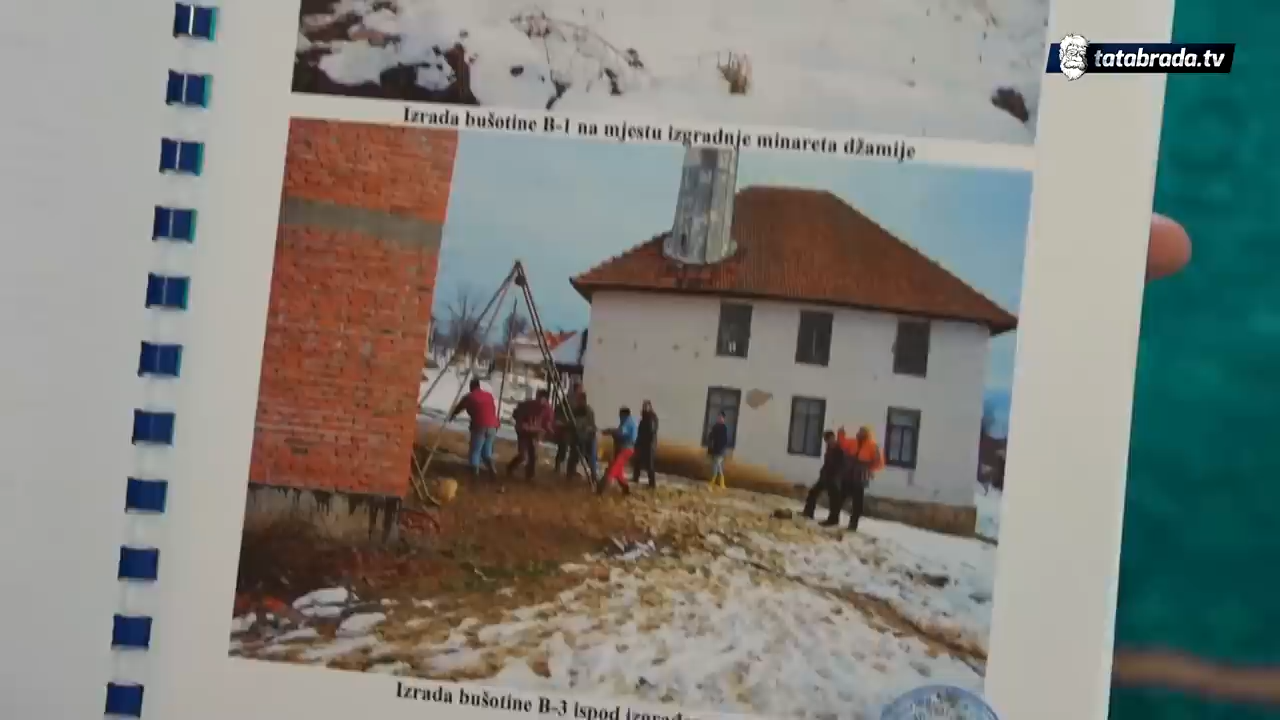 tatabrada.tv
Izrada bušotine B-1 na mjestu izgradnje minareta džamije
Izrada bušotine B-3 ispod